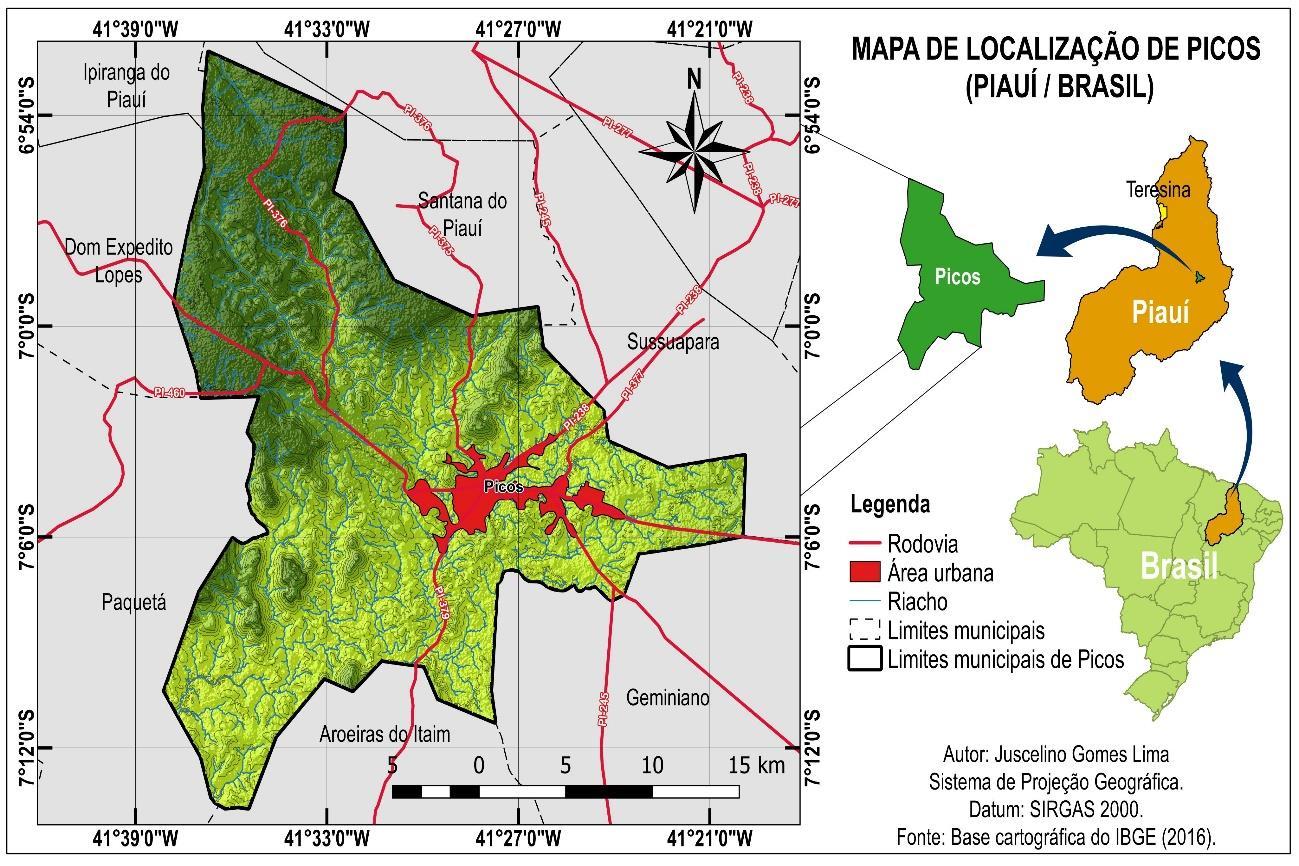 41°39'0"W
41°33'0"W
41°27'0"W
41°21'0"W
MAPA DE LOCALIZAÇÃO DE PICOS
(PIAUÍ / BRASIL)
6°54'0"S
7°0'0"S
7°6'0"S
7°12'0"S
6°54'0"S
7°0'0"S
7°6'0"S
7°12'0"S
Ipiranga do
Piauí
N
PI-376
PI-277
PI-238
PI-238
PI-277
Santana do
Piauí
PI-245
PI-376
PI-375
Dom Expedito
Lopes
PI-238
Sussuapara
PI-377
PI-460
PI-238
Picos
Paquetá
PI-379
Geminiano
PI-245
Aroeiras do Itaim
5 0 5 10 15 km
41°39'0"W
41°33'0"W
41°27'0"W
41°21'0"W
Teresina
Picos
Piauí
Brasil
Legenda
Rodovia
Área urbana
Riacho
Limites municipais
Limites municipais de Picos
Autor: Juscelino Gomes Lima
Sistema de Projeção Geográfica.
Datum: SIRGAS 2000.
Fonte: Base cartográfica do IBGE (2016).